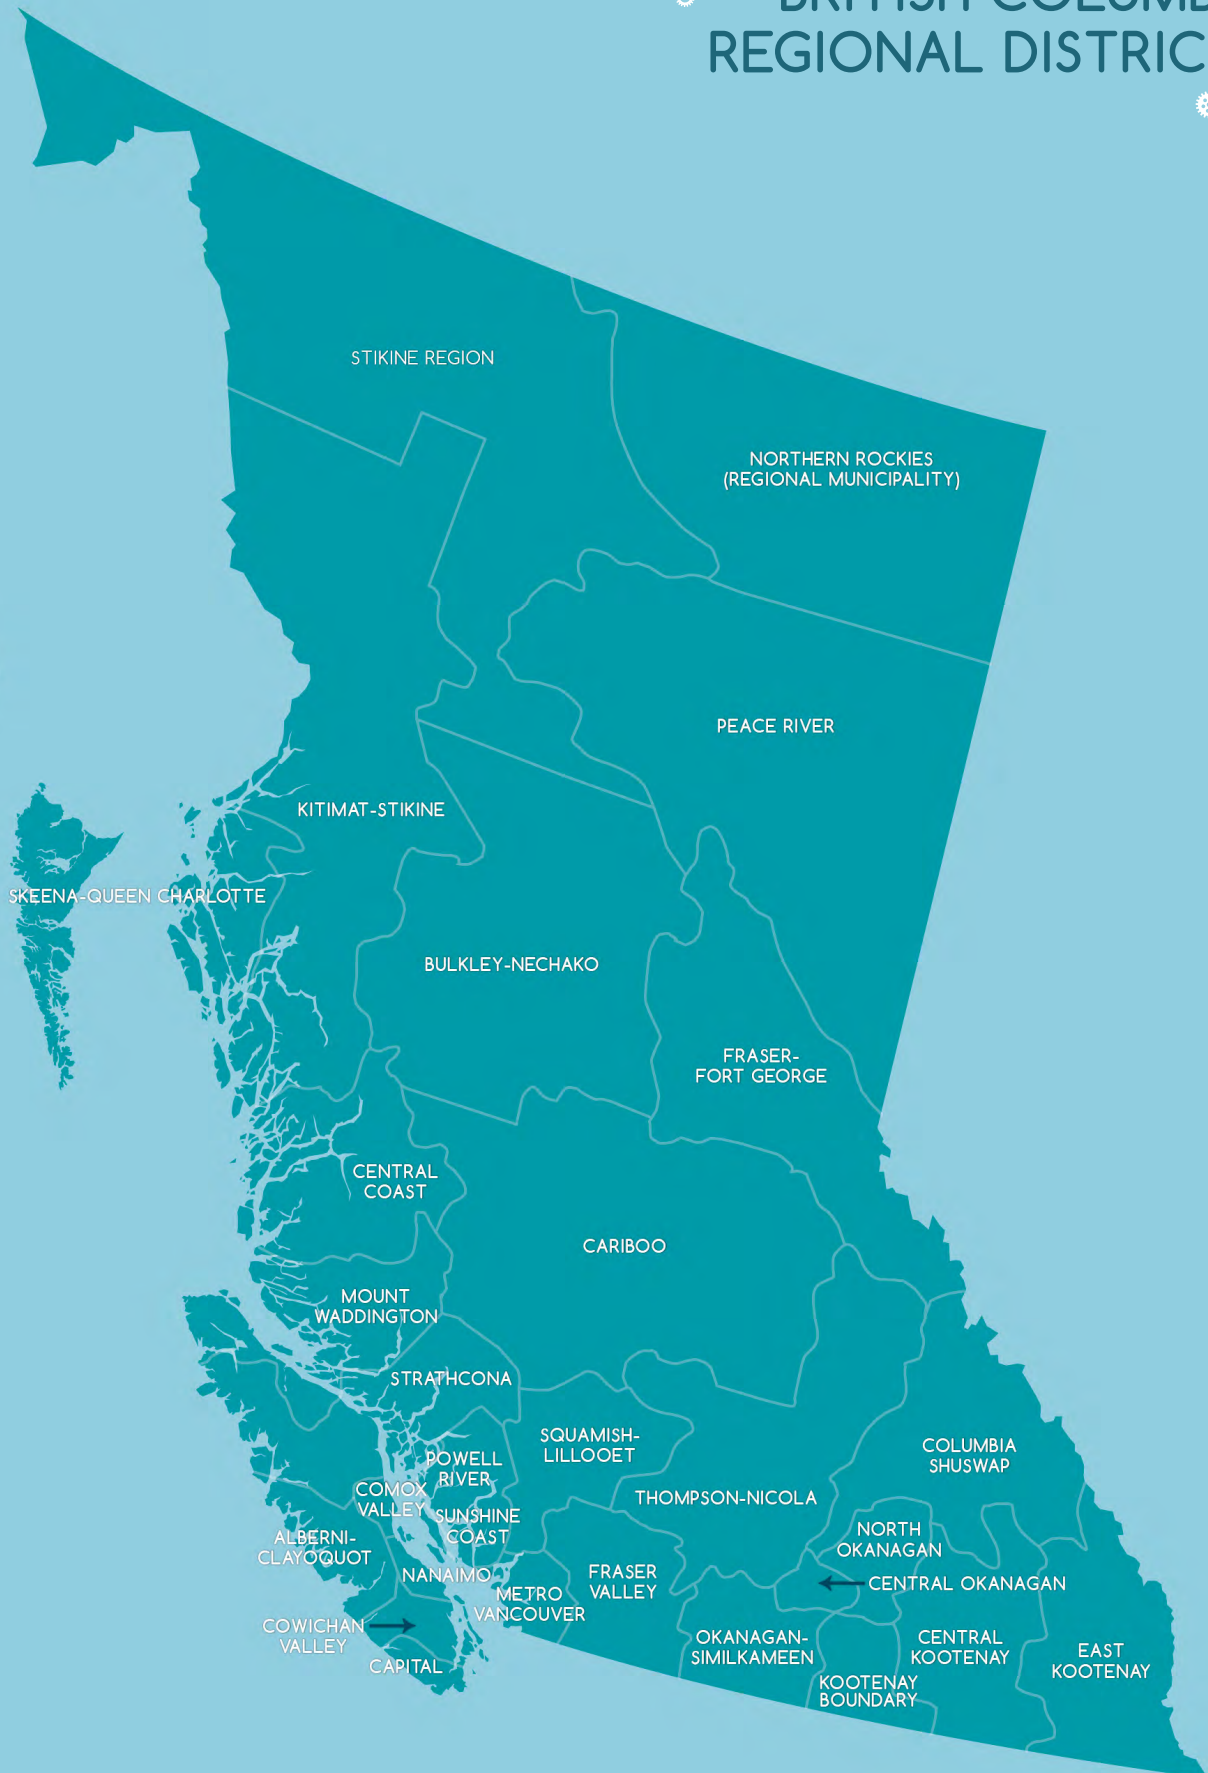 REGIONAL DISTRIC
STIKINE REGION
NORTHERN ROCKIES
(REGIONAL MUNICIPALITY)
PEACE RIVER
KITIMAT-STIKINE
SKEENA-QUEEN CHARLOTTE
BULKLEY-NECHAKO
FRASER-
FORT GEORGE
CENTRAL
COAST
CARIBOO
MOUNT
WADDINGTON
STRATHCONA
SQUAMISH-
LILLOOET
COLUMBIA
SHUSWAP
POWELL
RIVER
COMOX
VALLEY
THOMPSON-NICOLA
SUNSHINE
COAST
NORTH
OKANAGAN
ALBERNI-
CLAYOQUOT
NANAIMO
FRASER
VALLEY
CENTRAL OKANAGAN
METRO
VANCOUVER
COWICHAN
VALLEY
OKANAGAN-
SIMILKAMEEN
CENTRAL
KOOTENAY
EAST
KOOTENAY
CAPITAL
KOOTENAY
BOUNDARY